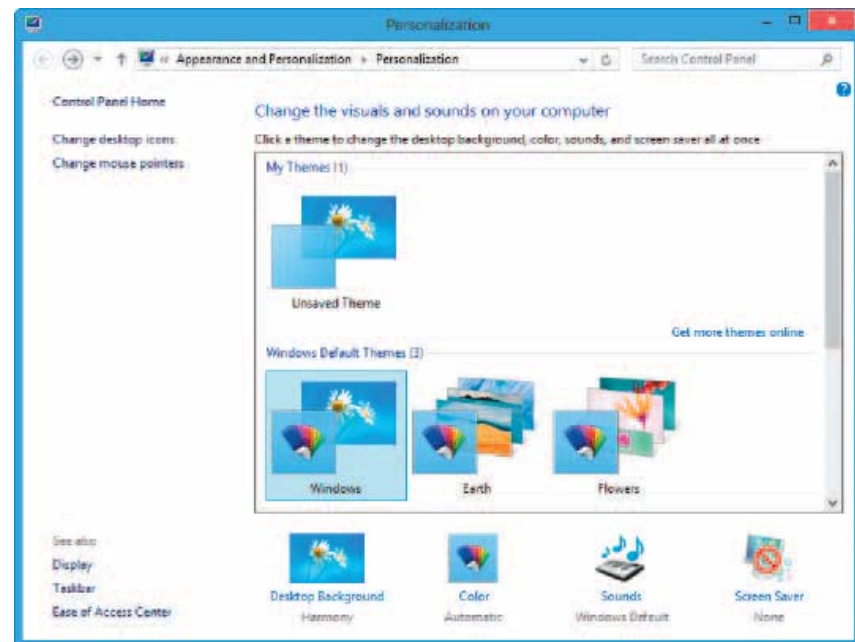 Personalization
« Appearance and Personalization Personalization
Search Control Panel
Control Panel Home
Change desktop icons
Change mouse pointers
Change the visuals and sounds on your computer
Click a theme to change the desktop background, color, sounds, and screen saver all at once
My Themes (1)
Unsaved Theme
Get more themes online
Windows Default Themes (3)
Windows
Earth
Flowers
See also
Display
Taskbar
Ease of Access Center
Desktop Background
Harmony
Color
Automatic
Sounds
Windows Default
Screen Saver
None